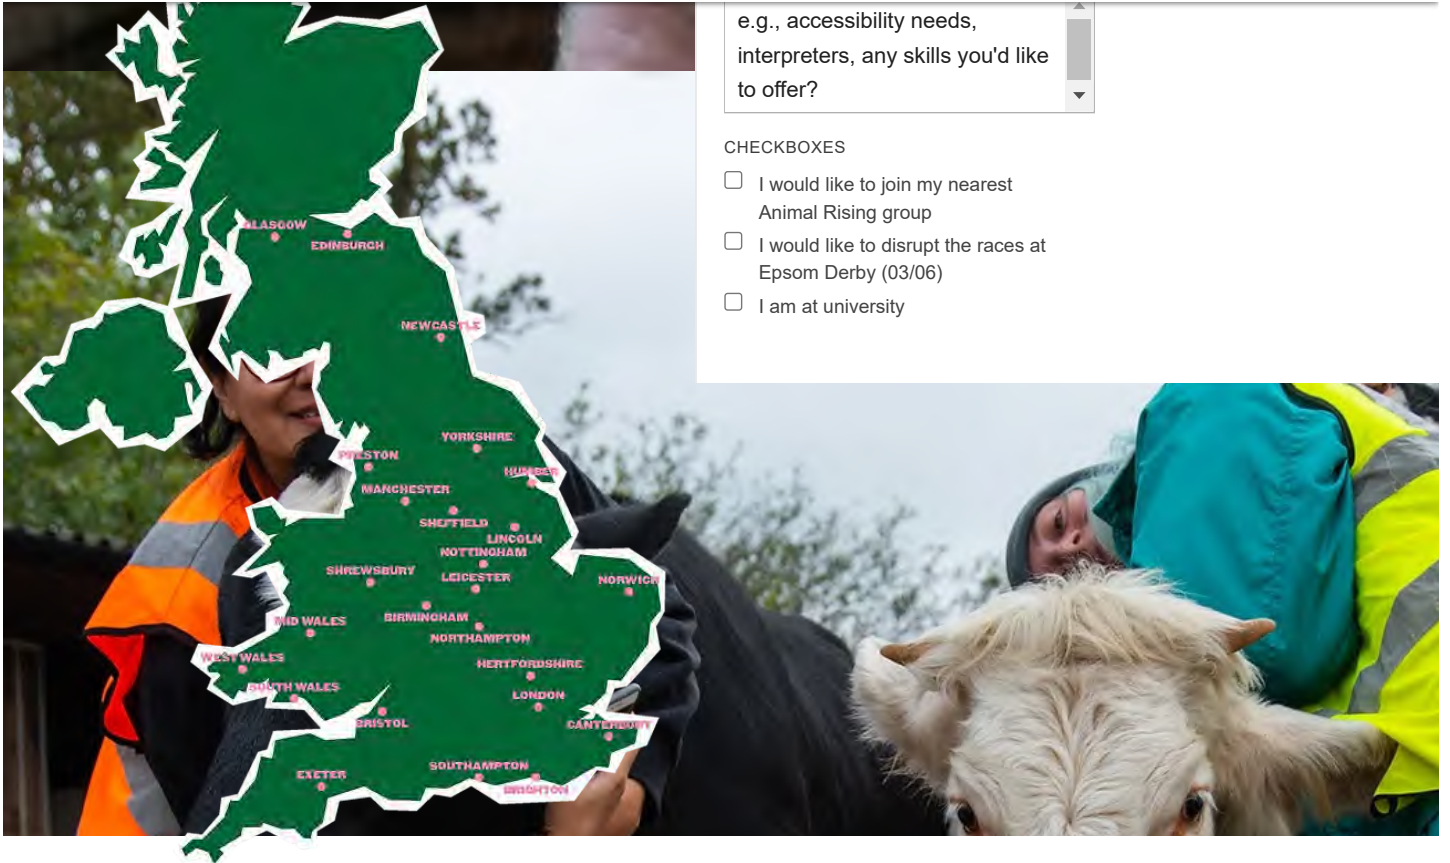 e.g., accessibility needs,
interpreters, any skills you'd like
to offer?
CHECKBOXES
I would like to join my nearest
Animal Rising group
I would like to disrupt the races at
Epsom Derby (03/06)
I am at university
GLASGOW
EDINBURGH
NEWCASTLE
YORKSHIRE
PRESTON
HUMBER
MANCHESTER
SHEFFIELD
LINCOLN
NOTTINGHAM
SHREWSBURY
LEICESTER
NORWICH
BIRMINGHAM
MID WALES
NORTHAMPTON
WEST WALES
HERTFORDSHIRE
SOUTH WALES
LONDON
BRISTOL
CANTERBURY
SOUTHAMPTON
EXETER
BRIGHTON